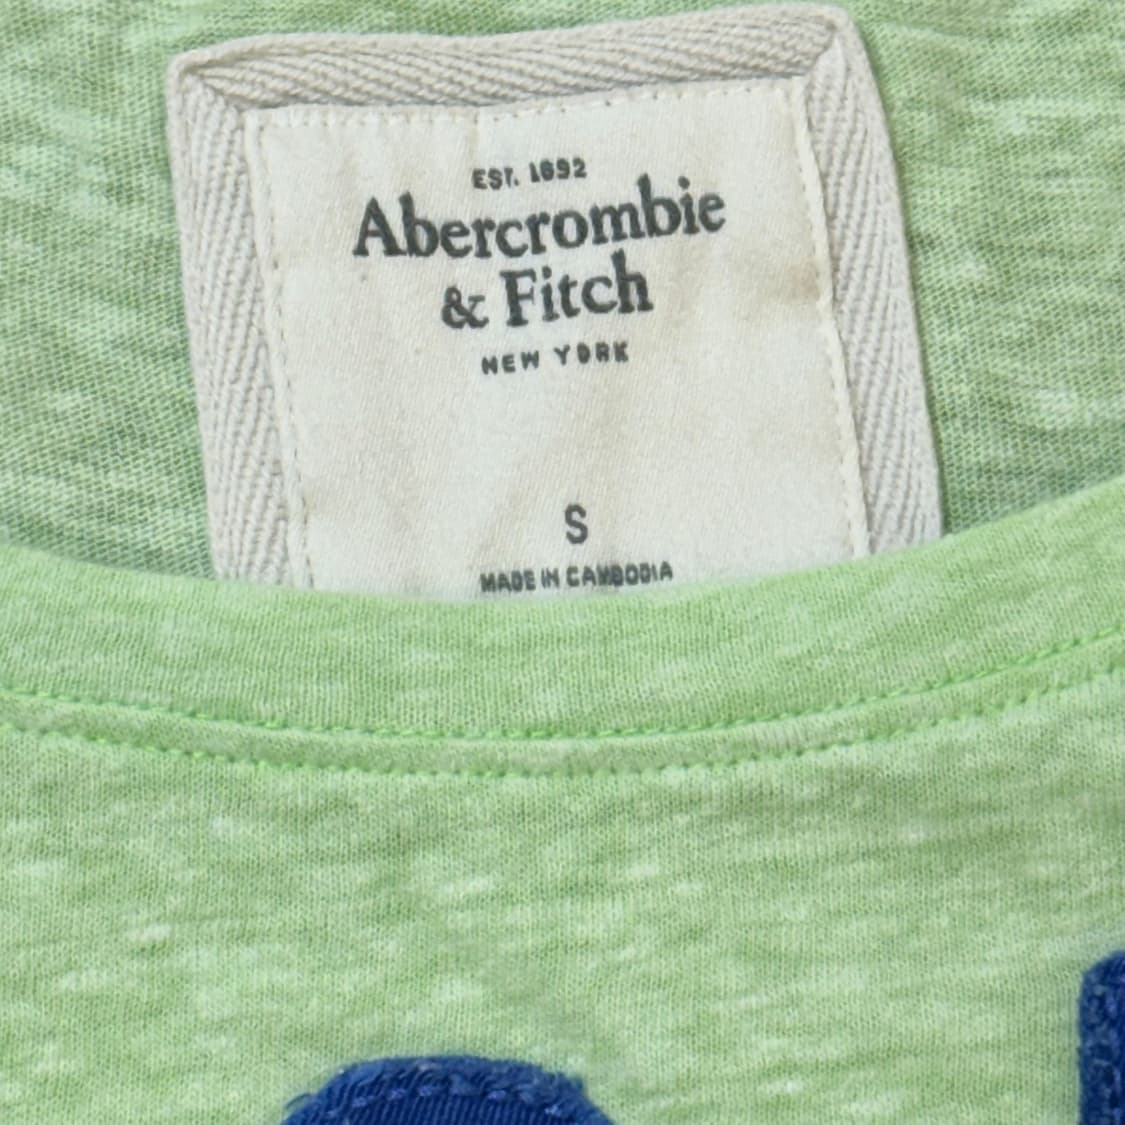 EST. 1892
Abercrombie
& Fitch
NEW YORK
S
MADE IN CAMBODIA